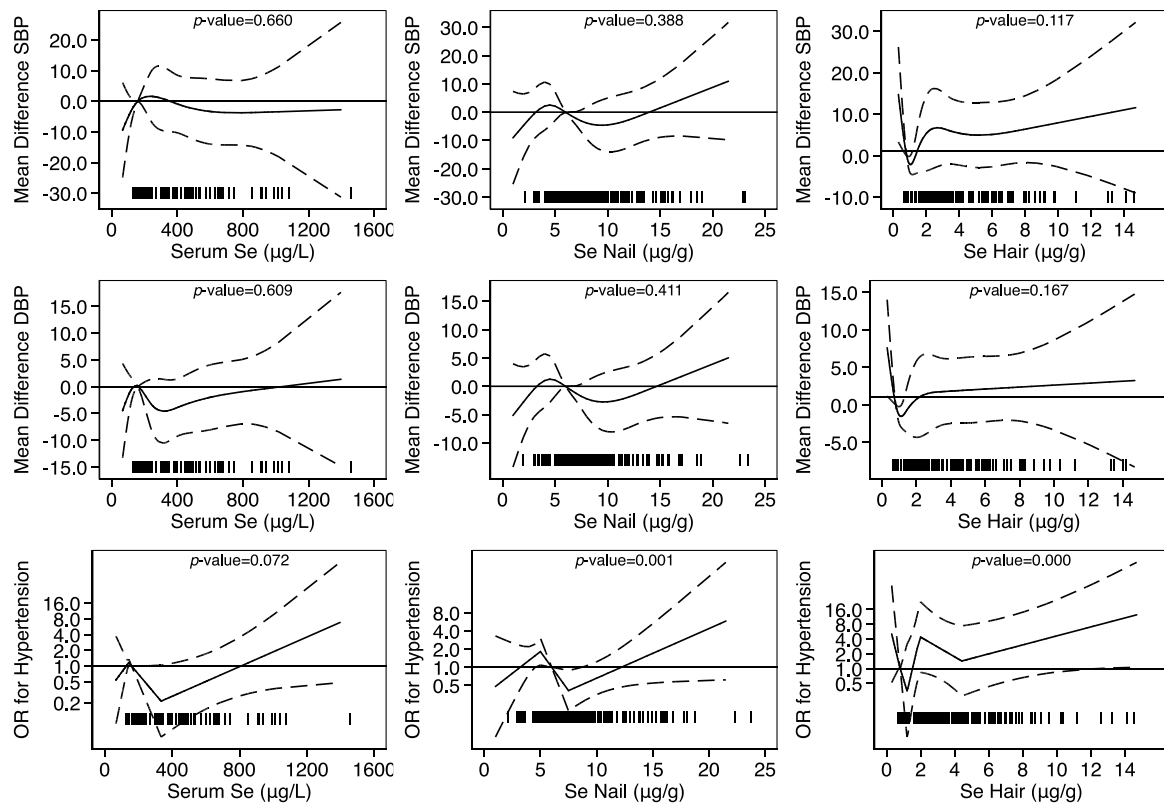 Mean Difference SBP
p-value=0.660
20.0
10.0
0.0
-10.0
-20.0
-30.0
0 400 800 1200 1600
Serum Se (µg/L)
Mean Difference SBP
p-value=0.388
30.0
20.0
10.0
0.0
-10.0
-20.0
-30.0
0 5 10 15 20 25
Se Nail (µg/g)
Mean Difference SBP
p-value=0.117
30.0
20.0
10.0
0.0
-10.0
0 2 4 6 8 10 12 14
Se Hair (µg/g)
Mean Difference DBP
p-value=0.609
15.0
10.0
5.0
0.0
-5.0
-10.0
-15.0
0 400 800 1200 1600
Serum Se (µg/L)
Mean Difference DBP
p-value=0.411
15.0
10.0
5.0
0.0
-5.0
-10.0
0 5 10 15 20 25
Se Nail (µg/g)
Mean Difference DBP
p-value=0.167
15.0
10.0
5.0
0.0
-5.0
0 2 4 6 8 10 12 14
Se Hair (µg/g)
OR for Hypertension
p-value=0.072
16.0
8.0
4.0
2.0
1.0
0.5
0.2
0 400 800 1200 1600
Serum Se (µg/L)
OR for Hypertension
p-value=0.001
8.0
4.0
2.0
1.0
0.5
0 5 10 15 20 25
Se Nail (µg/g)
OR for Hypertension
p-value=0.000
16.0
8.0
4.0
2.0
1.0
0.5
0 2 4 6 8 10 12 14
Se Hair (µg/g)